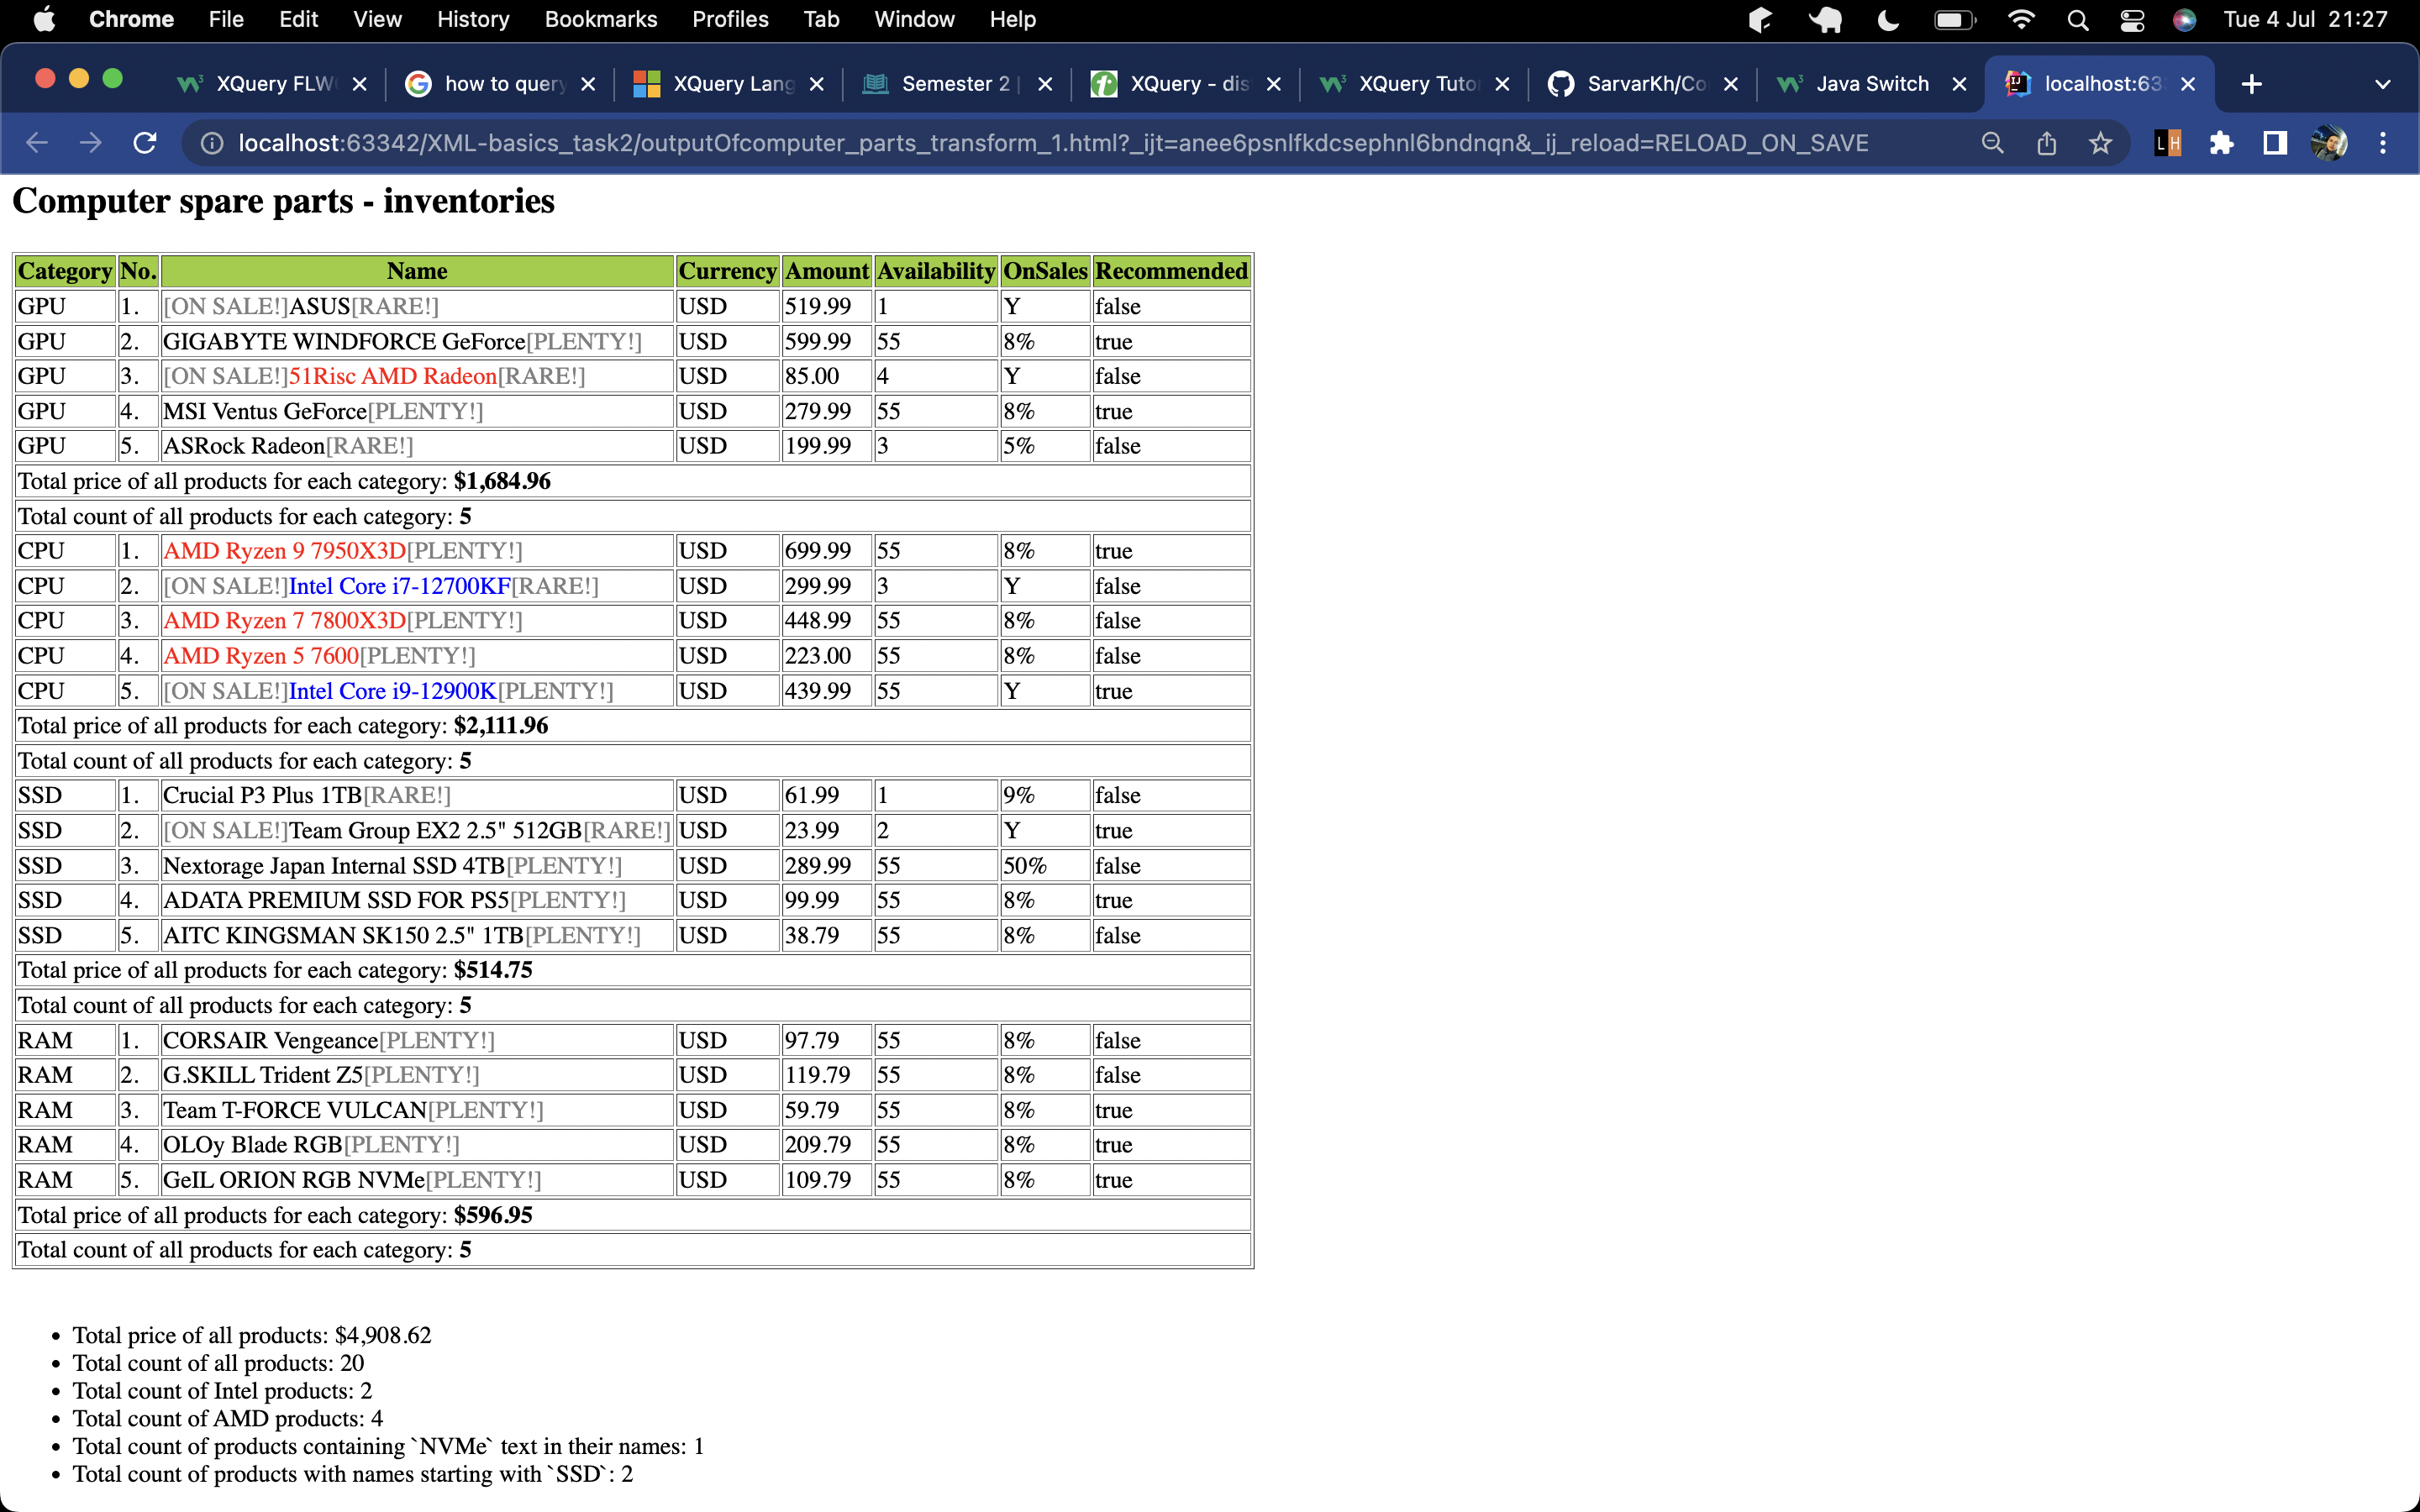 Chrome File Edit View History Bookmarks Profiles Tab Window Help Tue 4 Jul 21:27
XQuery FLW how to query XQuery Lang Semester 2 XQuery - dis XQuery Tuto SarvarKh/Co Java Switch localhost:63
localhost:63342/XML-basics_task2/outputOfcomputer_parts_transform_1.html?_ijt=anee6psnlfkdcsephnl6bndnqn&_ij_reload=RELOAD_ON_SAVE LH
Computer spare parts - inventories
Category No. Name Currency Amount Availability OnSales Recommended
GPU 1. [ON SALE!]ASUS[RARE!] USD 519.99 1 Y false
GPU 2. GIGABYTE WINDFORCE GeForce[PLENTY!] USD 599.99 55 8% true
GPU 3. [ON SALE!]51Risc AMD Radeon[RARE!] USD 85.00 4 Y false
GPU 4. MSI Ventus GeForce[PLENTY!] USD 279.99 55 8% true
GPU 5. ASRock Radeon[RARE!] USD 199.99 3 5% false
Total price of all products for each category: $1,684.96
Total count of all products for each category: 5
CPU 1. AMD Ryzen 9 7950X3D[PLENTY!] USD 699.99 55 8% true
CPU 2. [ON SALE!]Intel Core i7-12700KF[RARE!] USD 299.99 3 Y false
CPU 3. AMD Ryzen 7 7800X3D[PLENTY!] USD 448.99 55 8% false
CPU 4. AMD Ryzen 5 7600[PLENTY!] USD 223.00 55 8% false
CPU 5. [ON SALE!]Intel Core i9-12900K[PLENTY!] USD 439.99 55 Y true
Total price of all products for each category: $2,111.96
Total count of all products for each category: 5
SSD 1. Crucial P3 Plus 1TB[RARE!] USD 61.99 1 9% false
SSD 2. [ON SALE!]Team Group EX2 2.5" 512GB[RARE!] USD 23.99 2 Y true
SSD 3. Nextorage Japan Internal SSD 4TB[PLENTY!] USD 289.99 55 50% false
SSD 4. ADATA PREMIUM SSD FOR PS5[PLENTY!] USD 99.99 55 8% true
SSD 5. AITC KINGSMAN SK150 2.5" 1TB[PLENTY!] USD 38.79 55 8% false
Total price of all products for each category: $514.75
Total count of all products for each category: 5
RAM 1. CORSAIR Vengeance[PLENTY!] USD 97.79 55 8% false
RAM 2. G.SKILL Trident Z5[PLENTY!] USD 119.79 55 8% false
RAM 3. Team T-FORCE VULCAN[PLENTY!] USD 59.79 55 8% true
RAM 4. OLOy Blade RGB[PLENTY!] USD 209.79 55 8% true
RAM 5. GeIL ORION RGB NVMe[PLENTY!] USD 109.79 55 8% true
Total price of all products for each category: $596.95
Total count of all products for each category: 5
• Total price of all products: $4,908.62
• Total count of all products: 20
• Total count of Intel products: 2
• Total count of AMD products: 4
• Total count of products containing `NVMe` text in their names: 1
• Total count of products with names starting with `SSD`: 2